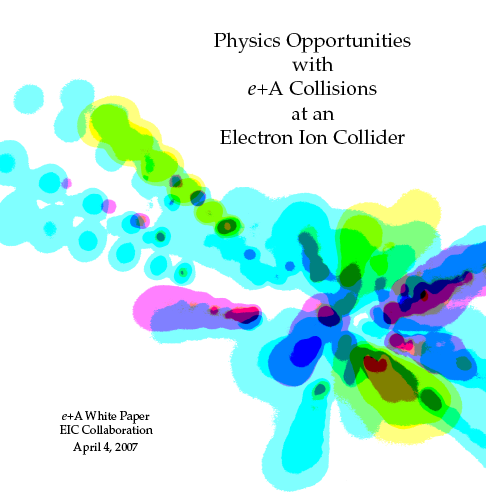 Physics Opportunities
with
e+A Collisions
at an
Electron Ion Collider
e+A White Paper
EIC Collaboration
April 4, 2007